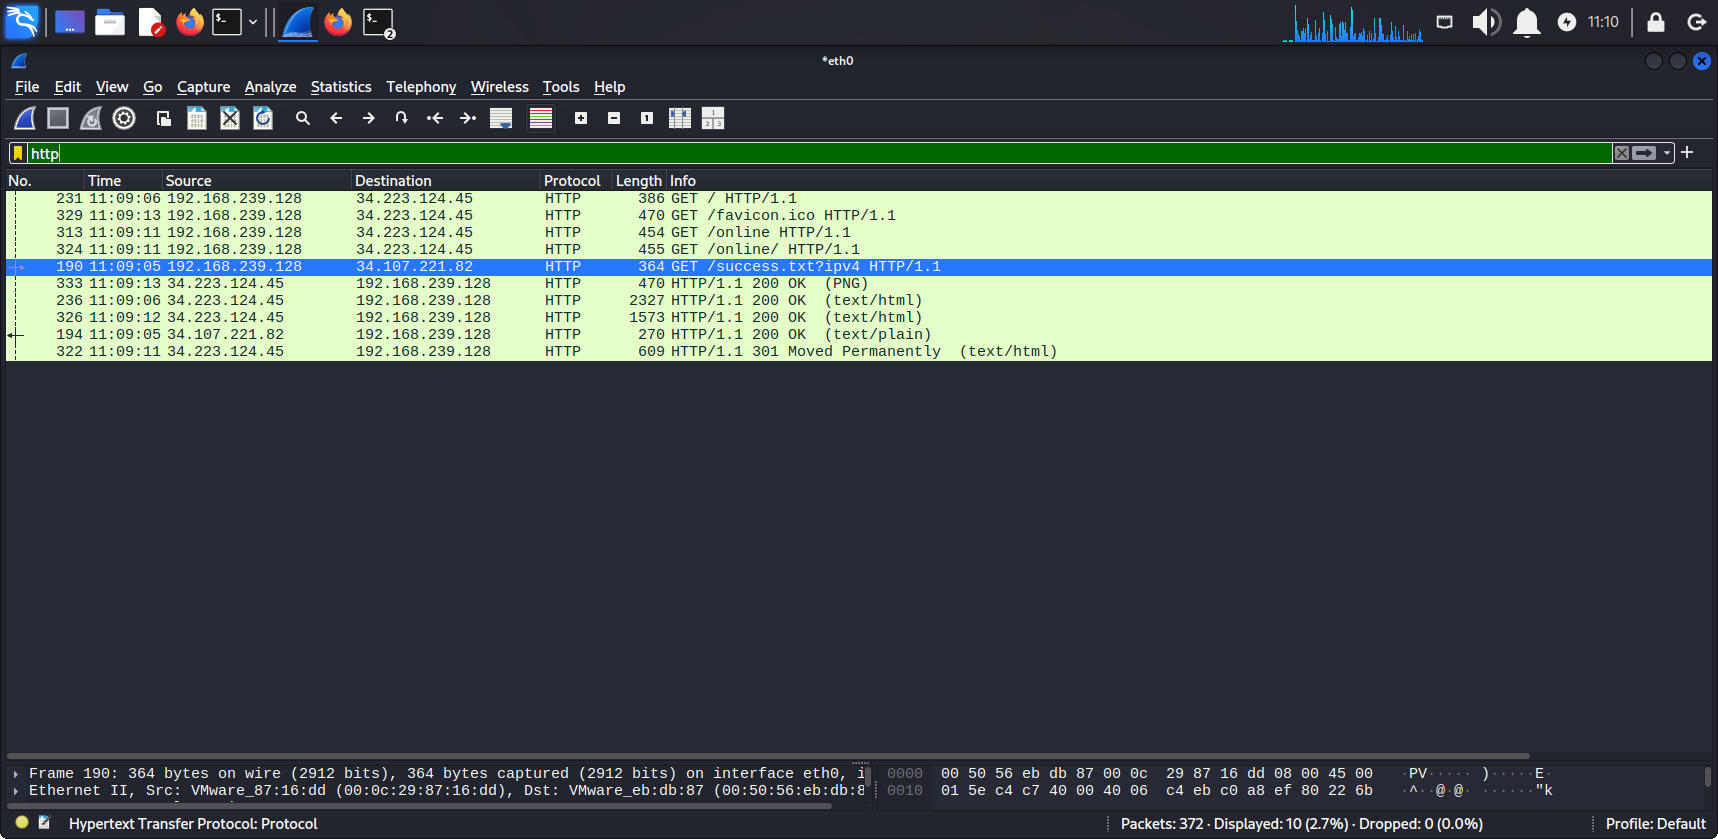 11:10
*eth0
File Edit View Go Capture Analyze Statistics Telephony Wireless Tools Help
http
No. Time Source Destination Protocol Length Info
231 11:09:06 192.168.239.128 34.223.124.45 HTTP 386 GET / HTTP/1.1
329 11:09:13 192.168.239.128 34.223.124.45 HTTP 470 GET /favicon.ico HTTP/1.1
313 11:09:11 192.168.239.128 34.223.124.45 HTTP 454 GET /online HTTP/1.1
324 11:09:11 192.168.239.128 34.223.124.45 HTTP 455 GET /online/ HTTP/1.1
190 11:09:05 192.168.239.128 34.107.221.82 HTTP 364 GET /success.txt?ipv4 HTTP/1.1
333 11:09:13 34.223.124.45 192.168.239.128 HTTP 470 HTTP/1.1 200 OK (PNG)
236 11:09:06 34.223.124.45 192.168.239.128 HTTP 2327 HTTP/1.1 200 OK (text/html)
326 11:09:12 34.223.124.45 192.168.239.128 HTTP 1573 HTTP/1.1 200 OK (text/html)
194 11:09:05 34.107.221.82 192.168.239.128 HTTP 270 HTTP/1.1 200 OK (text/plain)
322 11:09:11 34.223.124.45 192.168.239.128 HTTP 609 HTTP/1.1 301 Moved Permanently (text/html)
Frame 190: 364 bytes on wire (2912 bits), 364 bytes captured (2912 bits) on interface eth0, i
Ethernet II, Src: VMware_87:16:dd (00:0c:29:87:16:dd), Dst: VMware_eb:db:87 (00:50:56:eb:db:8
0000 00 50 56 eb db 87 00 0c 29 87 16 dd 08 00 45 00 ·PV····· )·····E·
0010 01 5e c4 c7 40 00 40 06 c4 eb c0 a8 ef 80 22 6b ·^··@·@· ······"k
Hypertext Transfer Protocol: Protocol
Packets: 372 · Displayed: 10 (2.7%) · Dropped: 0 (0.0%)
Profile: Default